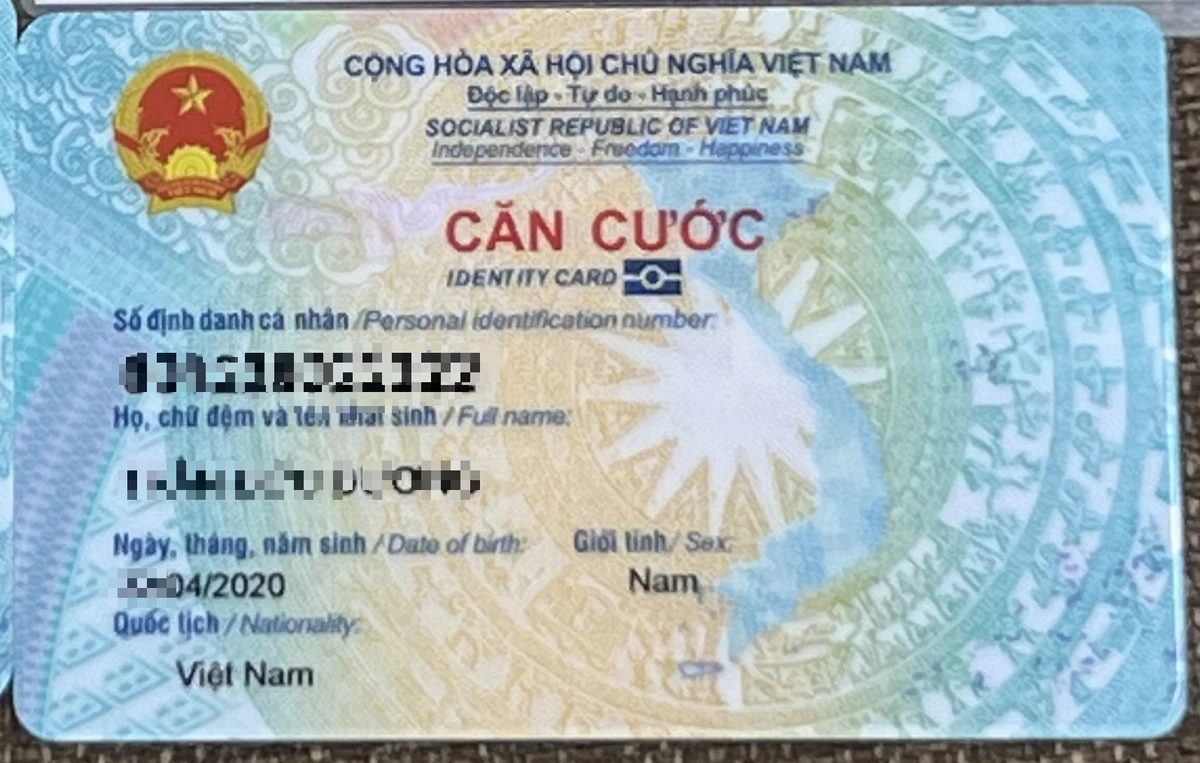 CỘNG HÒA XÃ HỘI CHỦ NGHĨA VIỆT NAM
Độc lập - Tự do - Hạnh phúc
SOCIALIST REPUBLIC OF VIET NAM
Independence - Freedom - Happiness
CĂN CƯỚC
IDENTITY CARD
Số định danh cá nhân /Personal identification number:
Họ, chữ đệm và tên khai sinh / Full name:
Ngày, tháng, năm sinh / Date of birth: Giới tính / Sex:
04/2020 Nam
Quốc tịch / Nationality:
Việt Nam